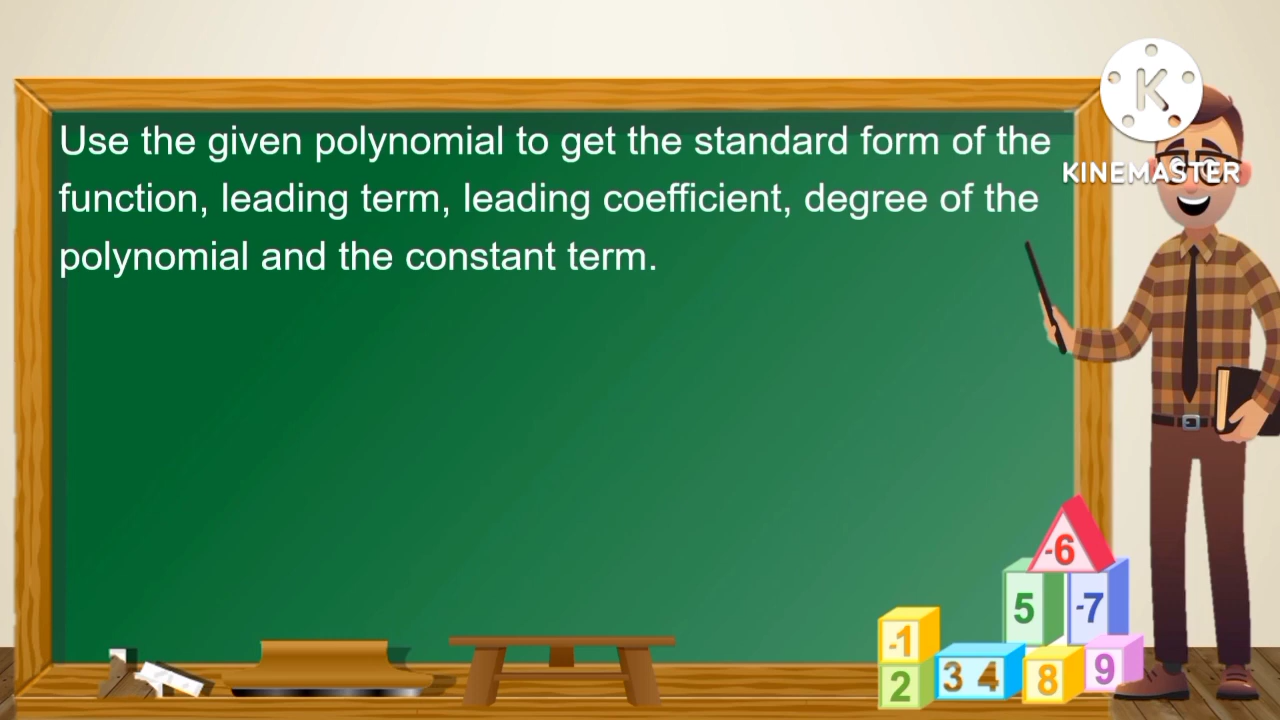 K
KINEMASTER
Use the given polynomial to get the standard form of the
function, leading term, leading coefficient, degree of the
polynomial and the constant term.
-6
5 -7
-1
2 3 4 8 9